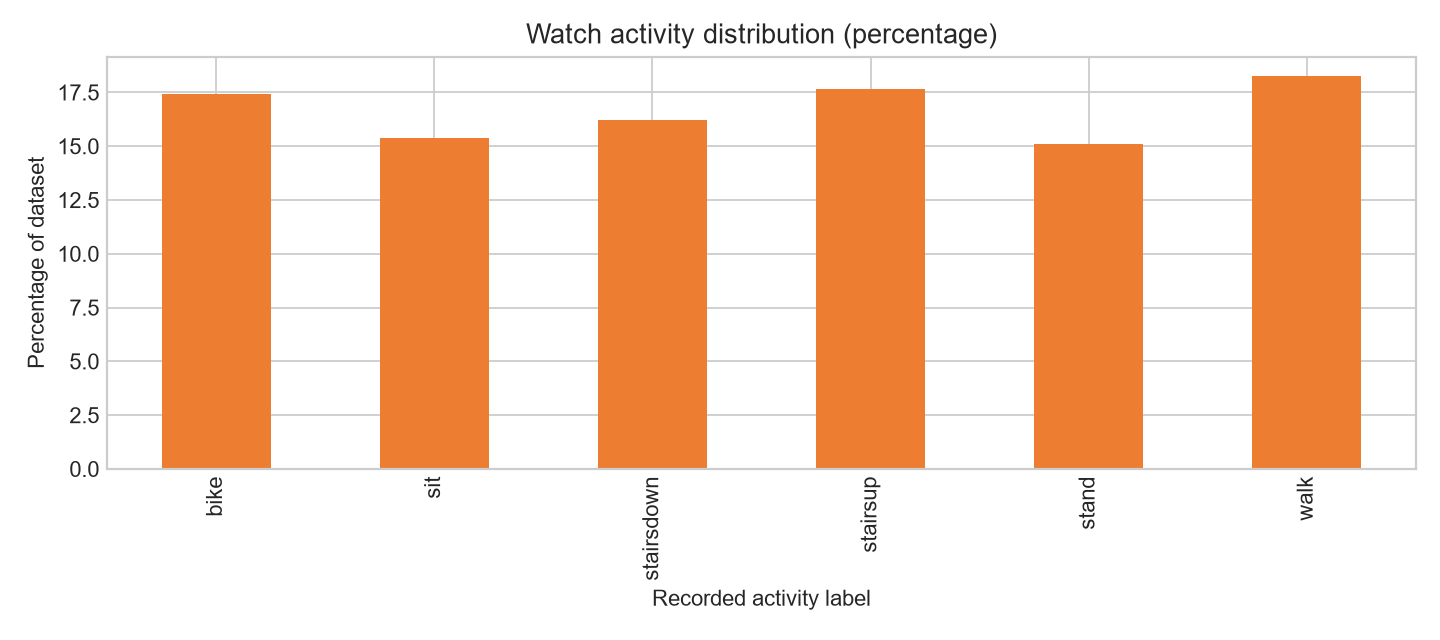 Watch activity distribution (percentage)
Percentage of dataset
17.5
15.0
12.5
10.0
7.5
5.0
2.5
0.0
bike
sit
stairsdown
stairsup
stand
walk
Recorded activity label